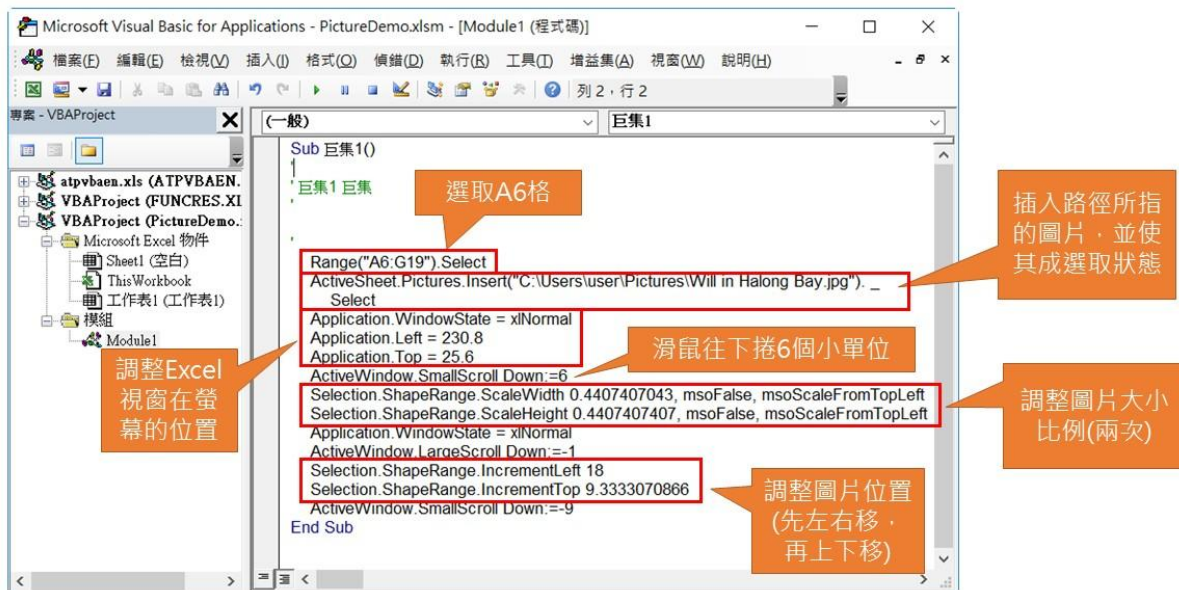 Microsoft Visual Basic for Applications - PictureDemo.xlsm - [Module1 (程式碼)]
檔案(F) 編輯(E) 檢視(V) 插入(I) 格式(O) 偵錯(D) 執行(R) 工具(T) 增益集(A) 視窗(W) 說明(H)
列 2，行 2
專案 - VBAProject
(一般) 巨集1
atpvbaen.xls (ATPVBAEN.
VBAProject (FUNCRES.XL
VBAProject (PictureDemo.
Microsoft Excel 物件
Sheet1 (空白)
ThisWorkbook
工作表1 (工作表1)
模組
Module1
Sub 巨集1()
'
' 巨集1 巨集
'
'
Range("A6:G19").Select
ActiveSheet.Pictures.Insert("C:\Users\user\Pictures\Will in Halong Bay.jpg"). _
Select
Application.WindowState = xlNormal
Application.Left = 230.8
Application.Top = 25.6
ActiveWindow.SmallScroll Down:=6
Selection.ShapeRange.ScaleWidth 0.4407407043, msoFalse, msoScaleFromTopLeft
Selection.ShapeRange.ScaleHeight 0.4407407407, msoFalse, msoScaleFromTopLeft
Application.WindowState = xlNormal
ActiveWindow.LargeScroll Down:=-1
Selection.ShapeRange.IncrementLeft 18
Selection.ShapeRange.IncrementTop 9.3333070866
ActiveWindow.SmallScroll Down:=-9
End Sub
選取A6格
插入路徑所指
的圖片，並使
其成選取狀態
調整Excel
視窗在螢
幕的位置
滑鼠往下捲6個小單位
調整圖片大小
比例(兩次)
調整圖片位置
(先左右移，
再上下移)